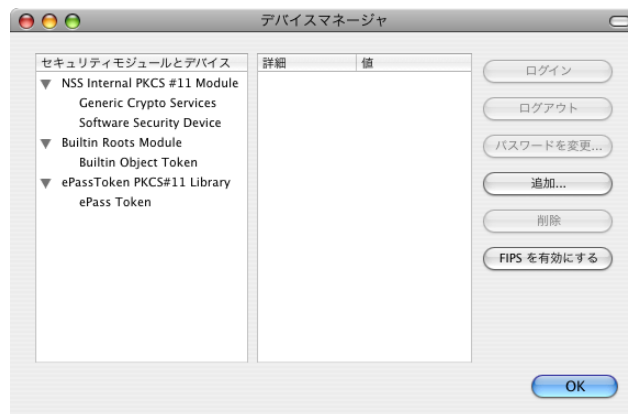 デバイスマネージャ
セキュリティモジュールとデバイス
NSS Internal PKCS #11 Module
Generic Crypto Services
Software Security Device
Builtin Roots Module
Builtin Object Token
ePassToken PKCS#11 Library
ePass Token
詳細
値
ログイン
ログアウト
パスワードを変更...
追加...
削除
FIPS を有効にする
OK